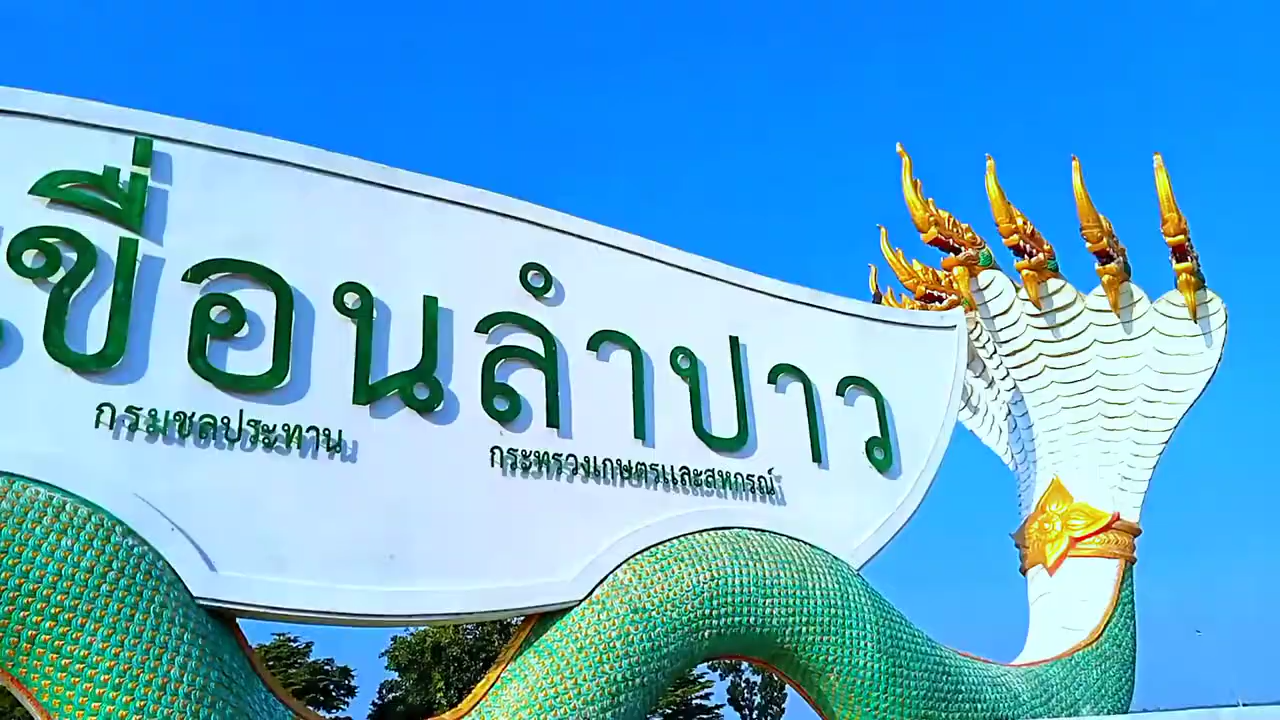 เขื่อนลำปาว
กรมชลประทาน
กระทรวงเกษตรและสหกรณ์